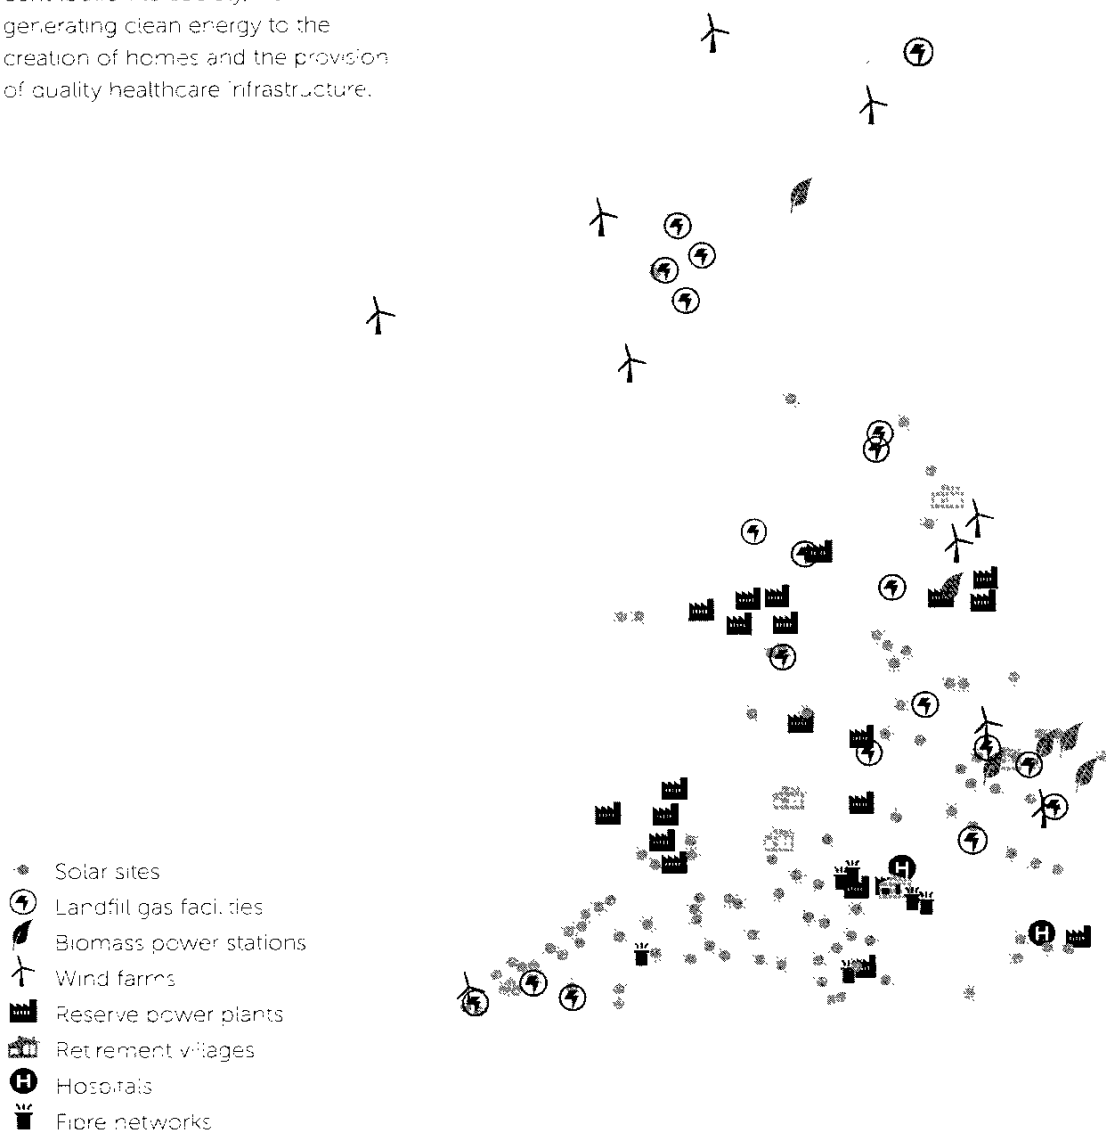 generating clean energy to the
creation of homes and the provision
of quality healthcare infrastructure.
Solar sites
Landfill gas facilities
Biomass power stations
Wind farms
Reserve power plants
Retirement villages
Hospitals
Fibre networks